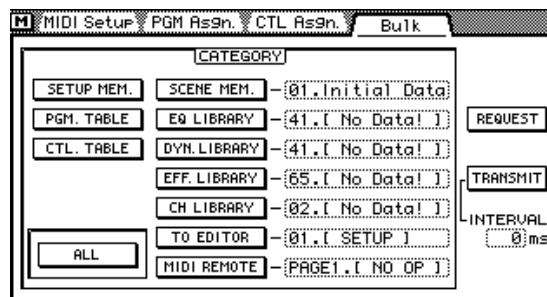 M MIDI Setup PGM Asgn. CTL Asgn. Bulk
CATEGORY
SETUP MEM. SCENE MEM. 01.Initial Data
PGM. TABLE EQ LIBRARY 41.[ No Data! ] REQUEST
CTL. TABLE DYN. LIBRARY 41.[ No Data! ]
EFF. LIBRARY 65.[ No Data! ] TRANSMIT
CH LIBRARY 02.[ No Data! ] INTERVAL
ALL TO EDITOR 01.[ SETUP ] 0 ms
MIDI REMOTE PAGE1.[ NO OP ]